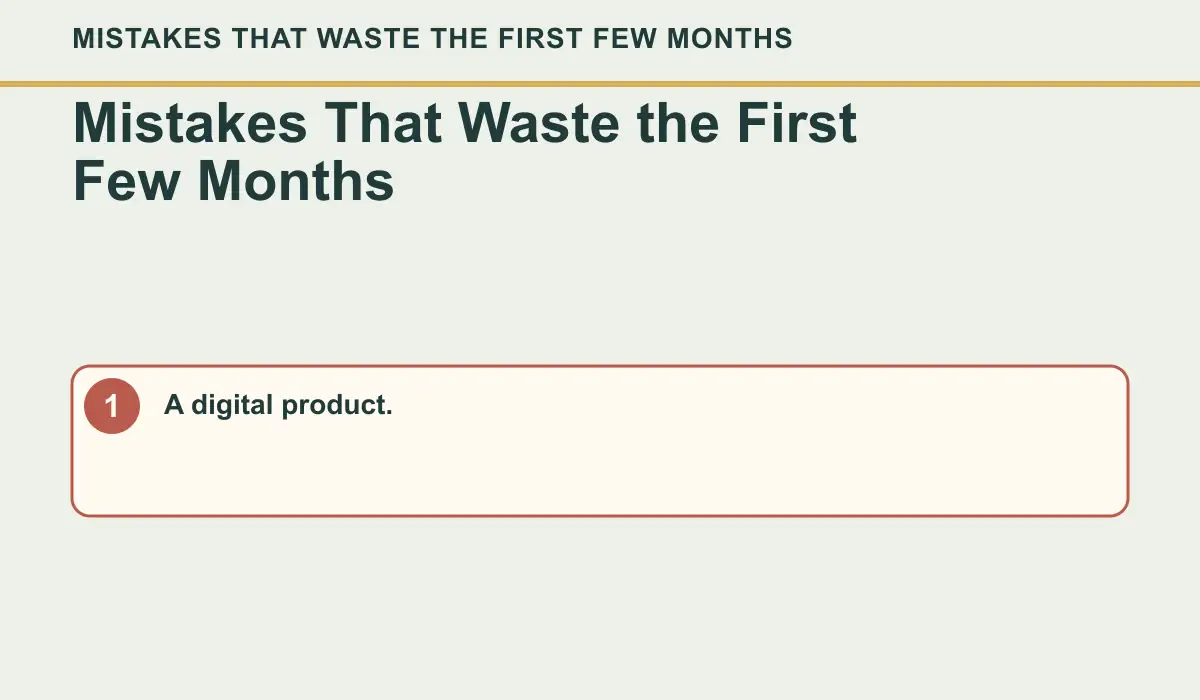 MISTAKES THAT WASTE THE FIRST FEW MONTHS
Mistakes That Waste the First
Few Months
1
A digital product.